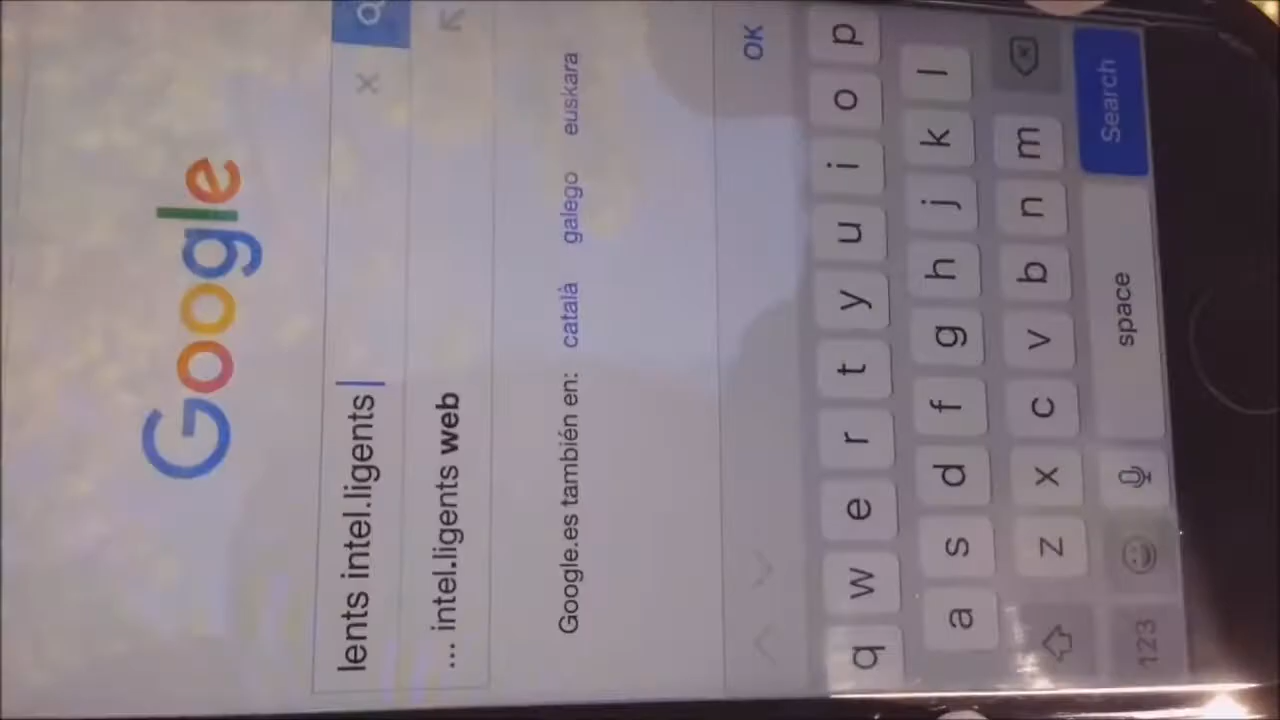 Google
lents intel.ligents
... intel.ligents web
Google.es también en: català galego euskara
OK
q w e r t y u i o p
a s d f g h j k l
z x c v b n m
123 space Search